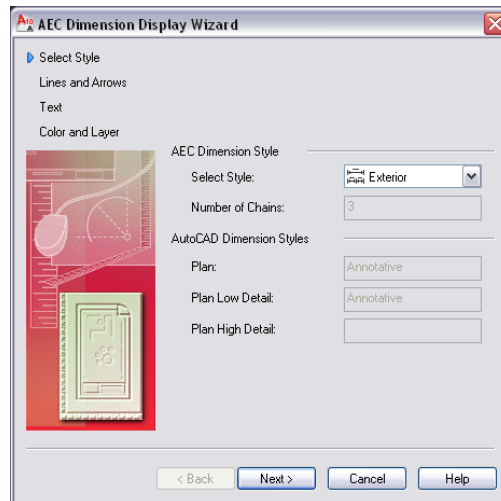 AEC Dimension Display Wizard
Select Style
Lines and Arrows
Text
Color and Layer
AEC Dimension Style
Select Style: Exterior
Number of Chains: 3
AutoCAD Dimension Styles
Plan: Annotative
Plan Low Detail: Annotative
Plan High Detail:
< Back Next > Cancel Help